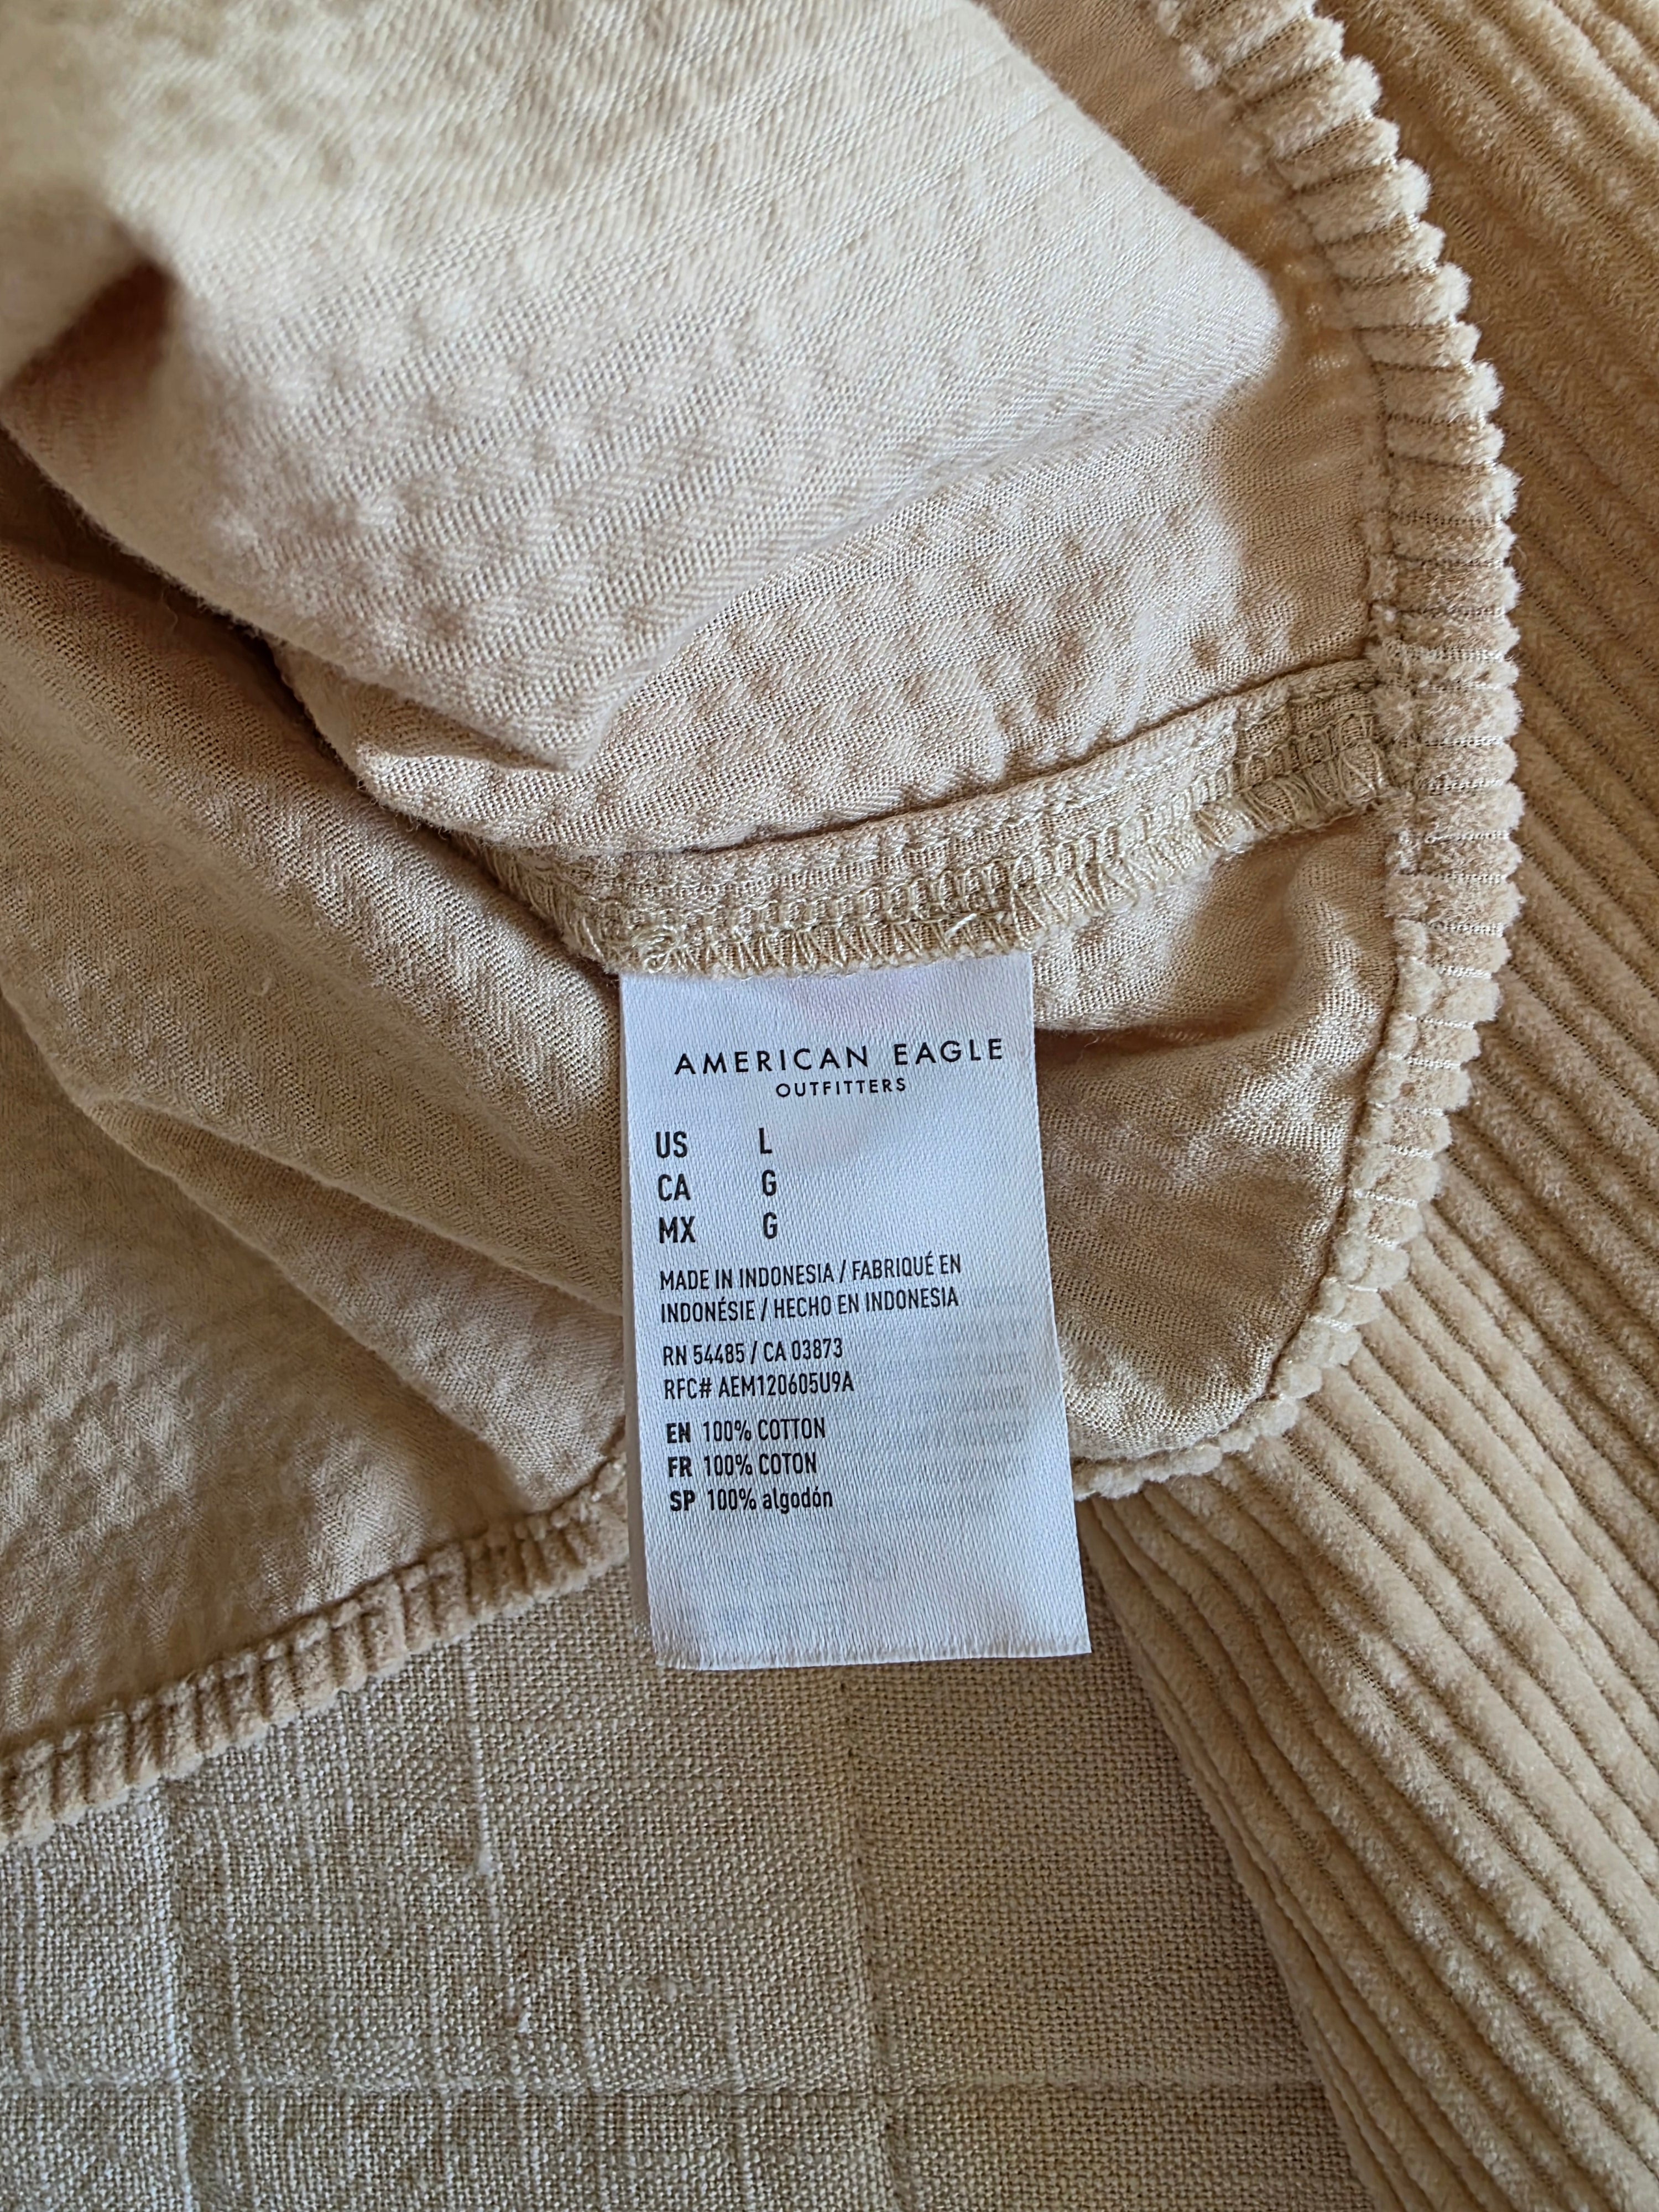 AMERICAN EAGLE
OUTFITTERS
US L
CA G
MX G
MADE IN INDONESIA / FABRIQUÉ EN
INDONÉSIE / HECHO EN INDONESIA
RN 54485 / CA 03873
RFC# AEM120605U9A
EN 100% COTTON
FR 100% COTON
SP 100% algodón